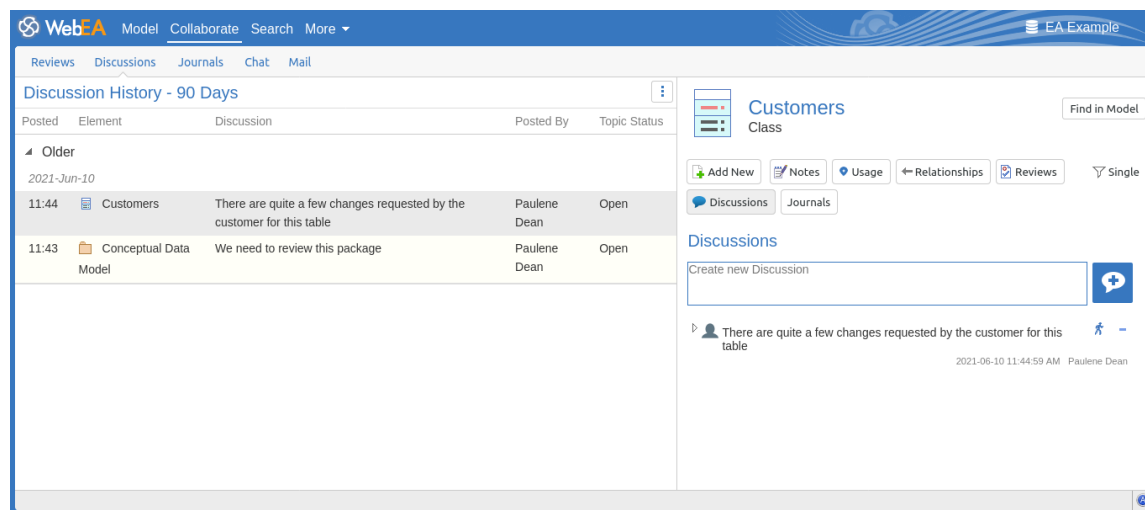 WebEA Model Collaborate Search More EA Example
Reviews Discussions Journals Chat Mail
Discussion History - 90 Days
Posted Element Discussion Posted By Topic Status
Older
2021-Jun-10
11:44 Customers There are quite a few changes requested by the Paulene Open
customer for this table Dean
11:43 Conceptual Data We need to review this package Paulene Open
Model Dean
Customers
Class
Find in Model
Add New Notes Usage Relationships Reviews Single
Discussions Journals
Discussions
Create new Discussion
There are quite a few changes requested by the customer for this
table
2021-06-10 11:44:59 AM Paulene Dean